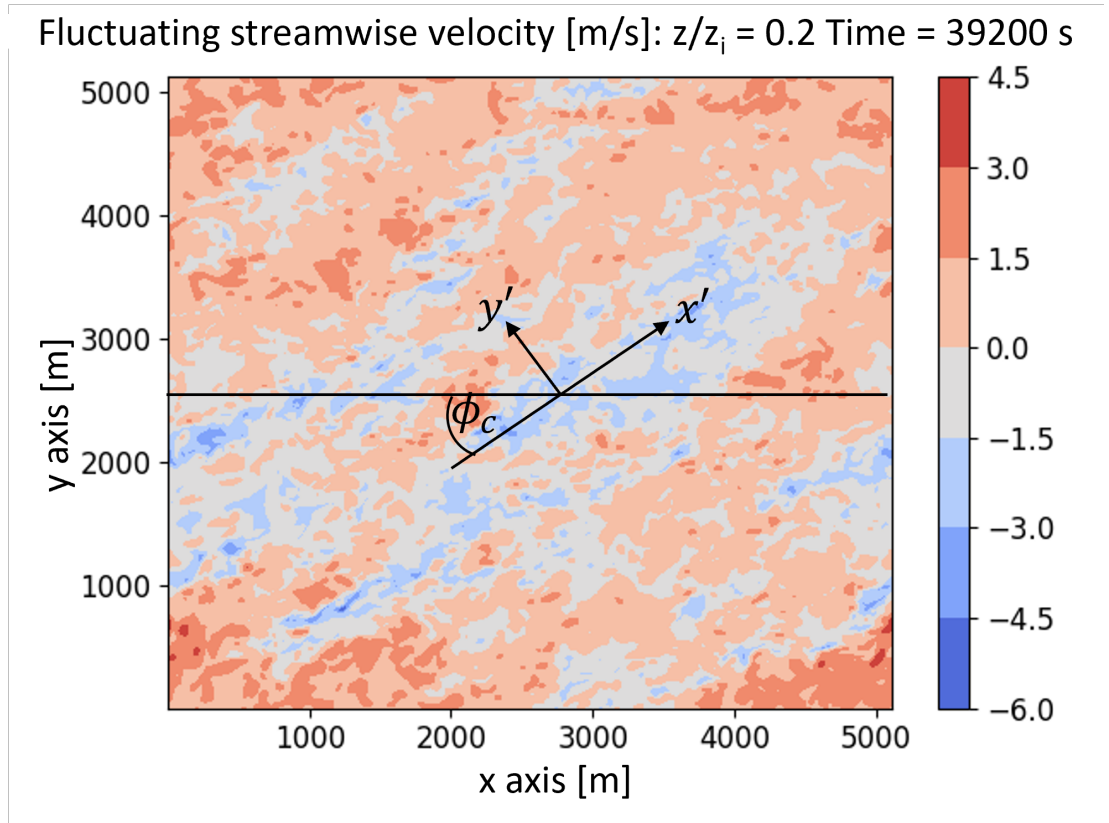 Fluctuating streamwise velocity [m/s]: z/zᵢ = 0.2 Time = 39200 s
5000
4000
3000
2000
1000
y axis [m]
y′
x′
ϕ_c
1000 2000 3000 4000 5000
x axis [m]
4.5
3.0
1.5
0.0
−1.5
−3.0
−4.5
−6.0